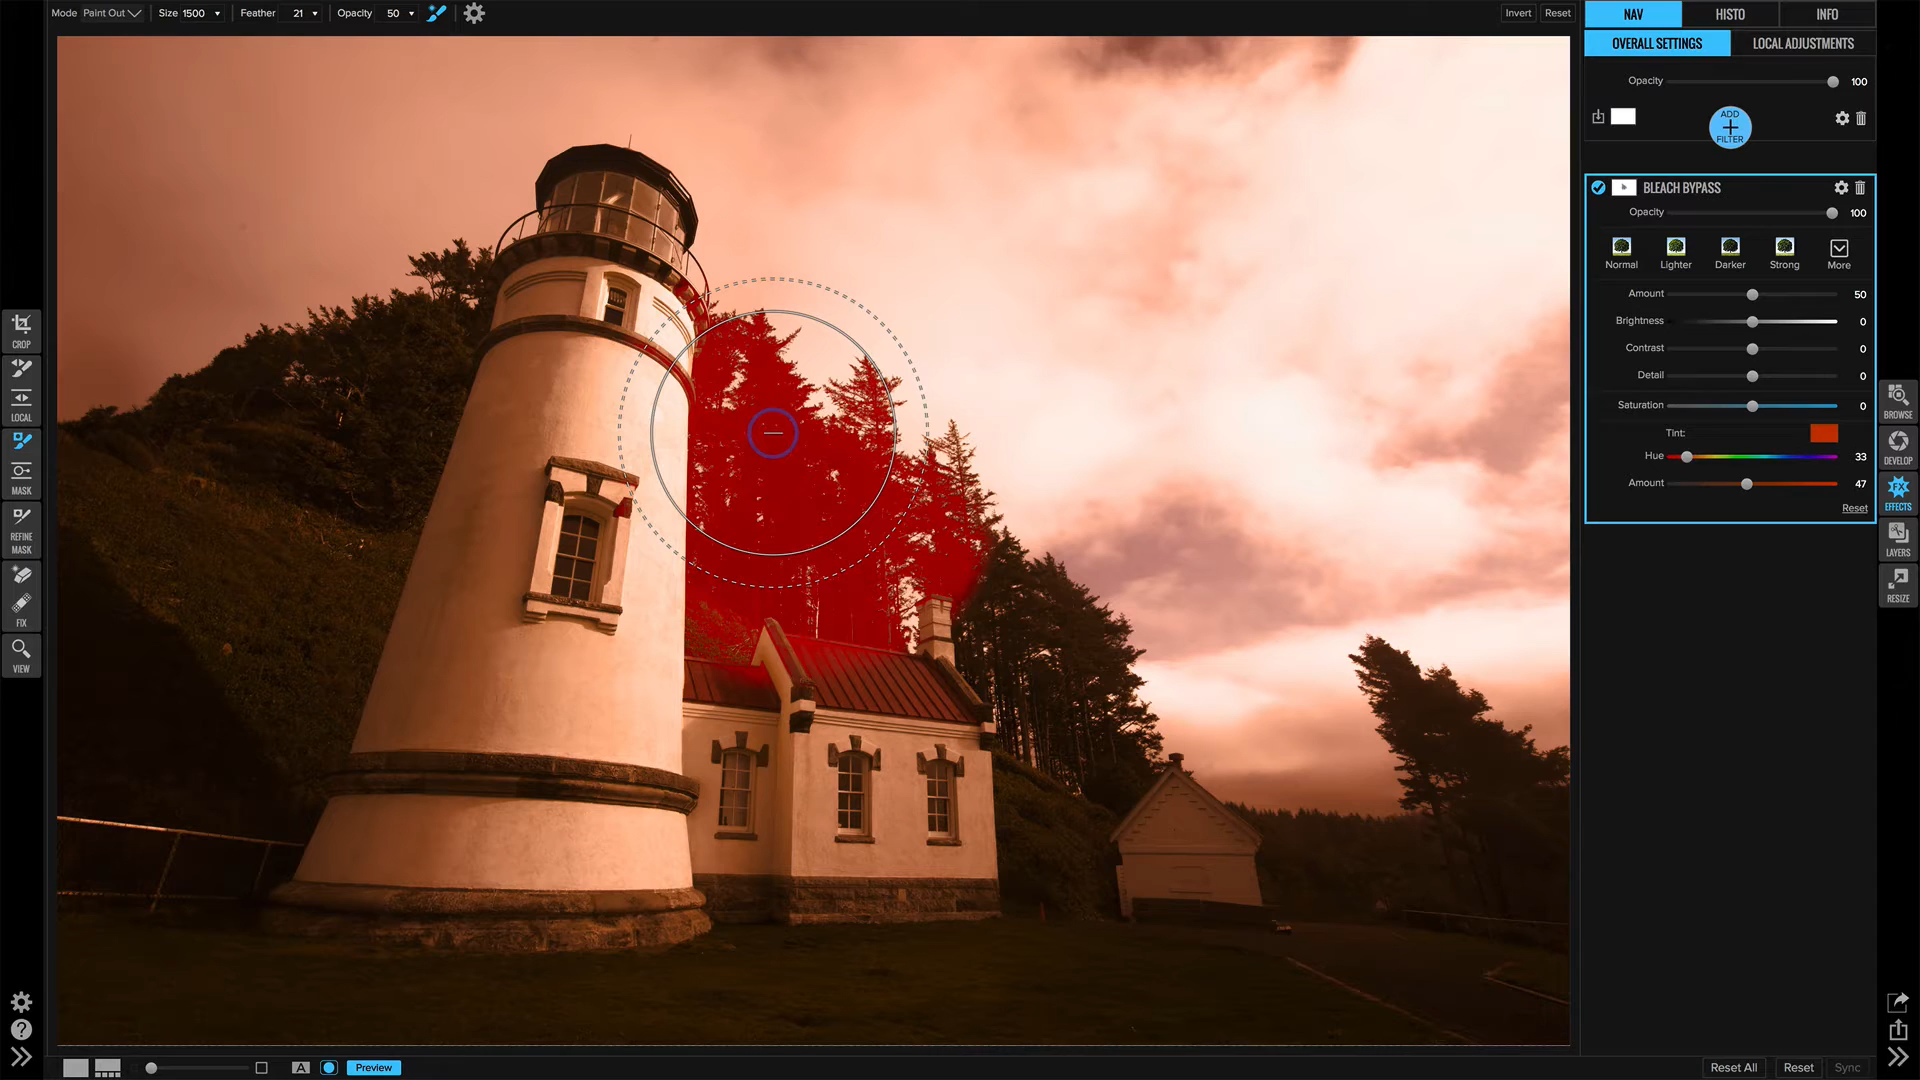 Mode Paint Out Size 1500 Feather 21 Opacity 50 Invert Reset
NAV HISTO INFO
OVERALL SETTINGS LOCAL ADJUSTMENTS
Opacity 100
ADD
FILTER
BLEACH BYPASS
Opacity 100
Normal Lighter Darker Strong More
Amount 50
Brightness 0
Contrast 0
Detail 0
Saturation 0
Tint:
Hue 33
Amount 47
Reset
CROP
LOCAL
MASK
REFINE
MASK
FIX
VIEW
BROWSE
DEVELOP
FX
EFFECTS
LAYERS
RESIZE
A Preview
Reset All Reset Sync